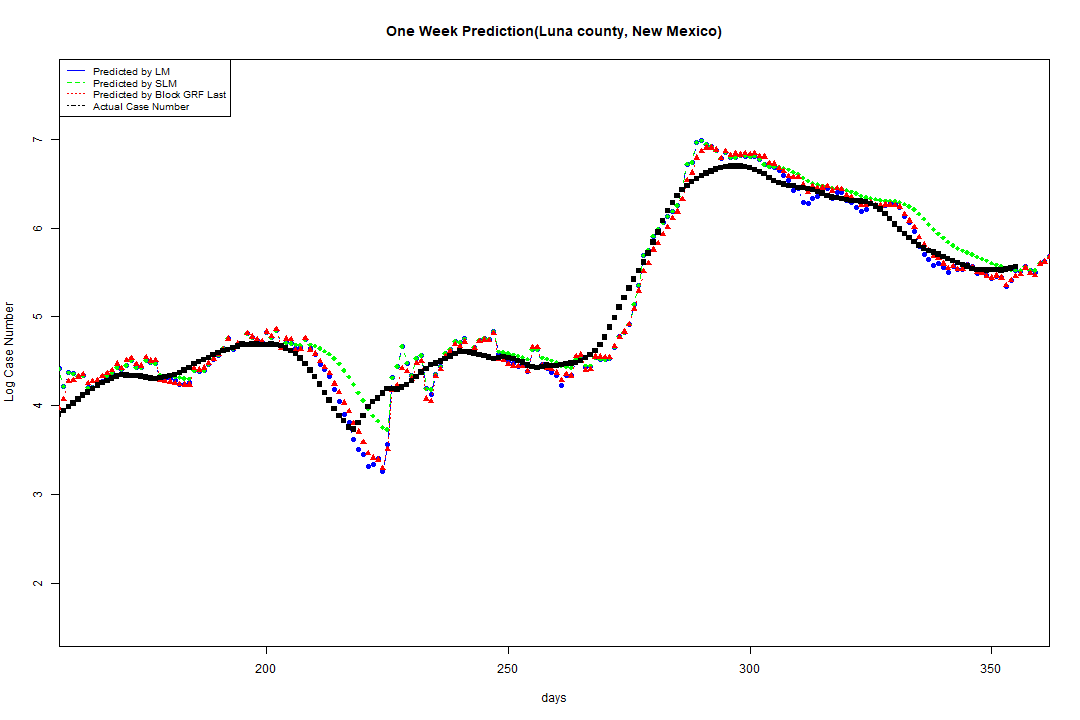 One Week Prediction(Luna county, New Mexico)
Predicted by LM
Predicted by SLM
Predicted by Block GRF Last
Actual Case Number
7
6
5
4
3
2
Log Case Number
200 250 300 350
days